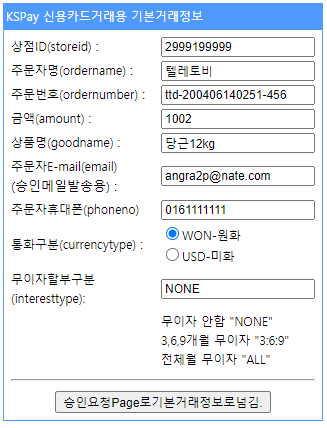 KSPay 신용카드거래용 기본거래정보
상점ID(storeid) : 2999199999
주문자명(ordername) : 텔레토비
주문번호(ordernumber) : ttd-200406140251-456
금액(amount) : 1002
상품명(goodname) : 당근12kg
주문자E-mail(email)
(승인메일발송용) : angra2p@nate.com
주문자휴대폰(phoneno) 0161111111
통화구분(currencytype) : WON-원화
USD-미화
무이자할부구분
(interesttype): NONE
무이자 안함 "NONE"
3,6,9개월 무이자 "3:6:9"
전체월 무이자 "ALL"
승인요청Page로기본거래정보로넘김.